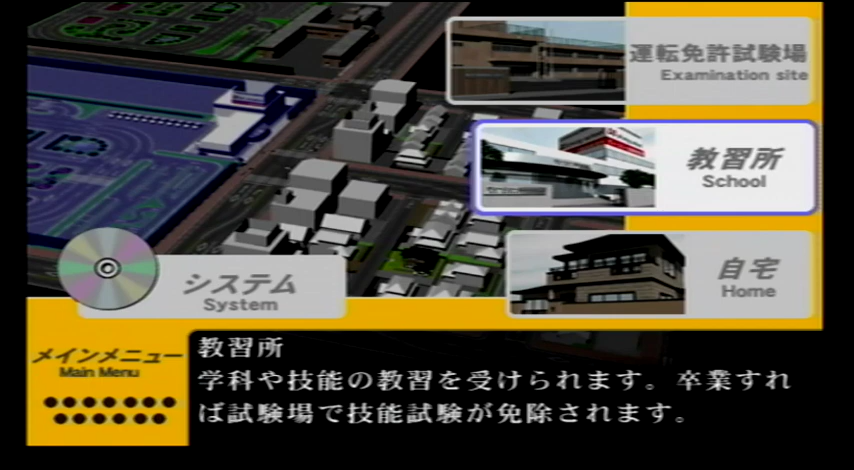 運転免許試験場
Examination site
教習所
School
自宅
Home
システム
System
メインメニュー
Main Menu
教習所
学科や技能の教習を受けられます。卒業すれ
ば試験場で技能試験が免除されます。